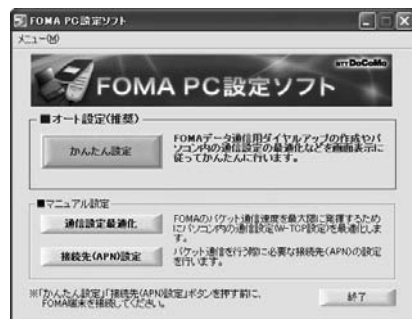 FOMA PC設定ソフト
メニュー(M)
NTT DoCoMo
FOMA PC設定ソフト
■オート設定(推奨)
かんたん設定
FOMAデータ通信用ダイヤルアップの作成やパ
ソコン内の通信設定の最適化などを画面表示に
従ってかんたんに行います。
■マニュアル設定
通信設定最適化
FOMAのパケット通信速度を最大限に発揮するため
にパソコン内の通信設定(W-TCP設定)を最適化しま
す。
接続先(APN)設定
パケット通信を行う際に必要な接続先(APN)の設定
を行います。
※「かんたん設定」「接続先(APN)設定」ボタンを押す前に、
FOMA端末を接続してください。
終了